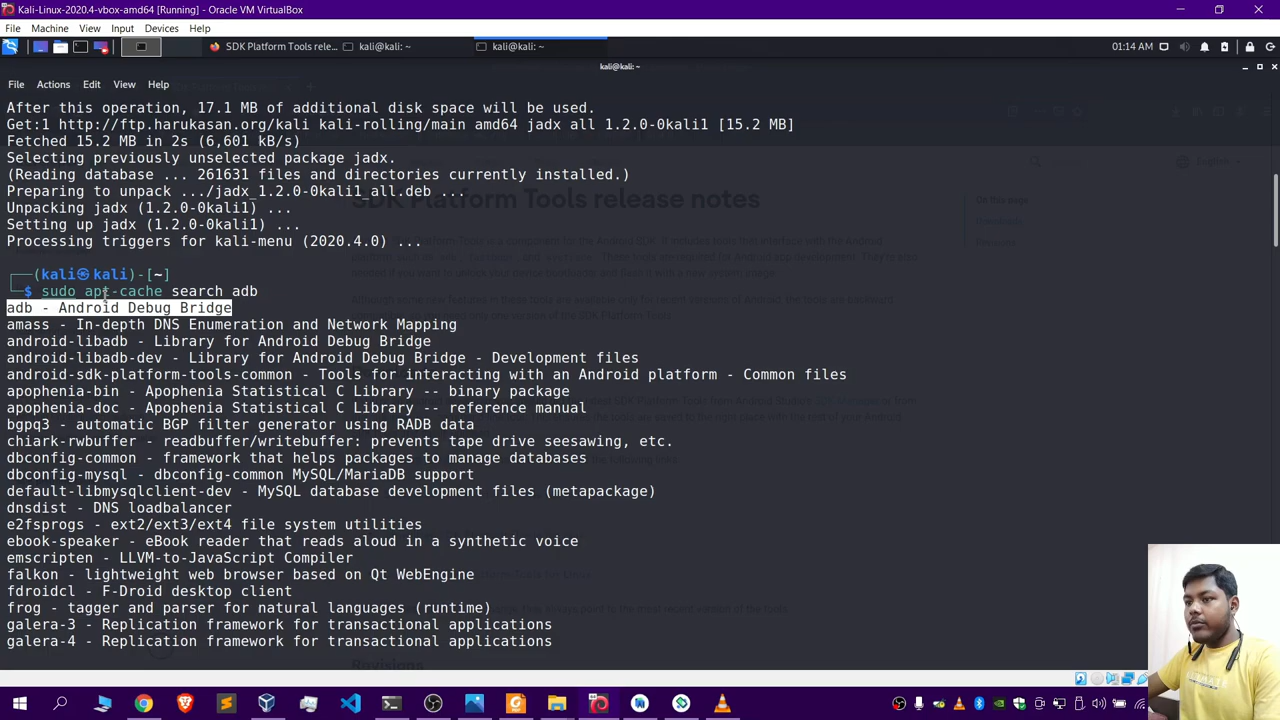 Kali-Linux-2020.4-vbox-amd64 [Running] - Oracle VM VirtualBox
File Machine View Input Devices Help
SDK Platform Tools rele... kali@kali: ~ kali@kali: ~ 01:14 AM
kali@kali: ~
File Actions Edit View Help
After this operation, 17.1 MB of additional disk space will be used.
Get:1 http://ftp.harukasan.org/kali kali-rolling/main amd64 jadx all 1.2.0-0kali1 [15.2 MB]
Fetched 15.2 MB in 2s (6,601 kB/s)
Selecting previously unselected package jadx.
(Reading database ... 261631 files and directories currently installed.)
Preparing to unpack .../jadx_1.2.0-0kali1_all.deb ...
Unpacking jadx (1.2.0-0kali1) ...
SDK Platform Tools release notes
Setting up jadx (1.2.0-0kali1) ...
Processing triggers for kali-menu (2020.4.0) ...
┌──(kali㉿kali)-[~]
└─$ sudo apt-cache search adb
adb - Android Debug Bridge
amass - In-depth DNS Enumeration and Network Mapping
android-libadb - Library for Android Debug Bridge
android-libadb-dev - Library for Android Debug Bridge - Development files
android-sdk-platform-tools-common - Tools for interacting with an Android platform - Common files
apophenia-bin - Apophenia Statistical C Library -- binary package
apophenia-doc - Apophenia Statistical C Library -- reference manual
bgpq3 - automatic BGP filter generator using RADB data
chiark-rwbuffer - readbuffer/writebuffer: prevents tape drive seesawing, etc.
dbconfig-common - framework that helps packages to manage databases
dbconfig-mysql - dbconfig-common MySQL/MariaDB support
default-libmysqlclient-dev - MySQL database development files (metapackage)
dnsdist - DNS loadbalancer
e2fsprogs - ext2/ext3/ext4 file system utilities
ebook-speaker - eBook reader that reads aloud in a synthetic voice
emscripten - LLVM-to-JavaScript Compiler
falkon - lightweight web browser based on Qt WebEngine
fdroidcl - F-Droid desktop client
frog - tagger and parser for natural languages (runtime)
galera-3 - Replication framework for transactional applications
galera-4 - Replication framework for transactional applications
Revisions
1:14 AM